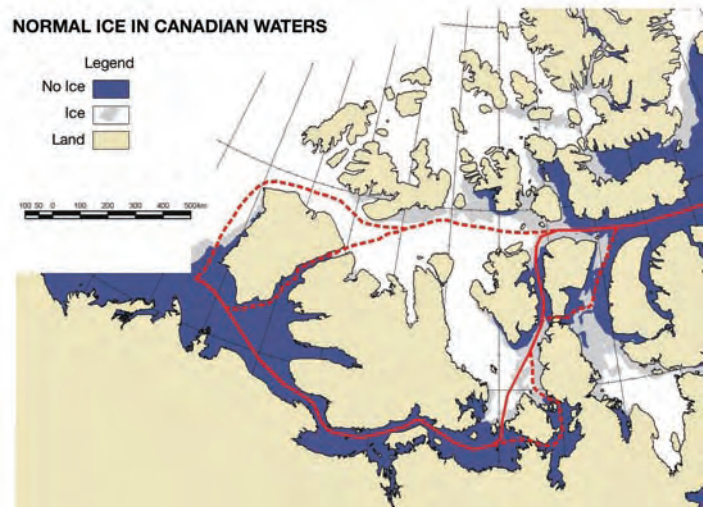 NORMAL ICE IN CANADIAN WATERS
Legend
No Ice
Ice
Land
100 50 0 100 200 300 400 500km